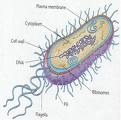 Plasma membrane
Cytoplasm
Cell wall
DNA
Ribosomes
Pili
Flagella